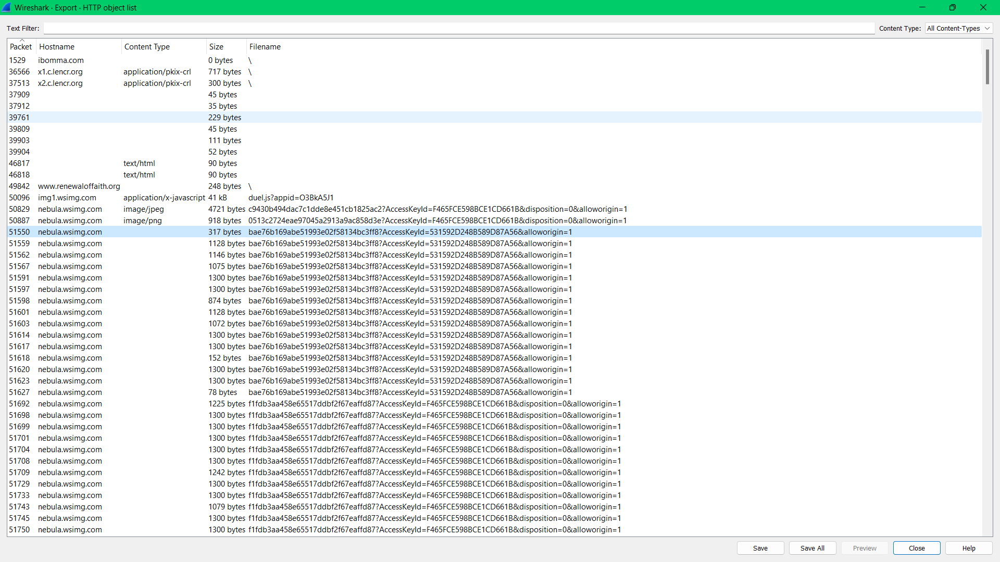 Wireshark · Export · HTTP object list
Text Filter: Content Type: All Content-Types
Packet Hostname Content Type Size Filename
1529 ibomma.com 0 bytes \
36566 x1.c.lencr.org application/pkix-crl 717 bytes \
37513 x2.c.lencr.org application/pkix-crl 300 bytes \
37909 45 bytes
37912 35 bytes
39761 229 bytes
39809 45 bytes
39903 111 bytes
39904 52 bytes
46817 text/html 90 bytes
46818 text/html 90 bytes
49842 www.renewaloffaith.org 248 bytes \
50096 img1.wsimg.com application/x-javascript 41 kB duel.js?appid=O3BkA5J1
50829 nebula.wsimg.com image/jpeg 4721 bytes c9430b494dac7c1dde8e451cb1825ac2?AccessKeyId=F465FCE598BCE1CD661B&disposition=0&alloworigin=1
50887 nebula.wsimg.com image/png 918 bytes 0513c2724eae97045a2913a9ac858d3e?AccessKeyId=F465FCE598BCE1CD661B&disposition=0&alloworigin=1
51550 nebula.wsimg.com 317 bytes bae76b169abe51993e02f58134bc3ff8?AccessKeyId=531592D248B589D87A56&alloworigin=1
51559 nebula.wsimg.com 1128 bytes bae76b169abe51993e02f58134bc3ff8?AccessKeyId=531592D248B589D87A56&alloworigin=1
51562 nebula.wsimg.com 1146 bytes bae76b169abe51993e02f58134bc3ff8?AccessKeyId=531592D248B589D87A56&alloworigin=1
51567 nebula.wsimg.com 1075 bytes bae76b169abe51993e02f58134bc3ff8?AccessKeyId=531592D248B589D87A56&alloworigin=1
51591 nebula.wsimg.com 1300 bytes bae76b169abe51993e02f58134bc3ff8?AccessKeyId=531592D248B589D87A56&alloworigin=1
51597 nebula.wsimg.com 1300 bytes bae76b169abe51993e02f58134bc3ff8?AccessKeyId=531592D248B589D87A56&alloworigin=1
51598 nebula.wsimg.com 874 bytes bae76b169abe51993e02f58134bc3ff8?AccessKeyId=531592D248B589D87A56&alloworigin=1
51601 nebula.wsimg.com 1128 bytes bae76b169abe51993e02f58134bc3ff8?AccessKeyId=531592D248B589D87A56&alloworigin=1
51603 nebula.wsimg.com 1072 bytes bae76b169abe51993e02f58134bc3ff8?AccessKeyId=531592D248B589D87A56&alloworigin=1
51614 nebula.wsimg.com 1300 bytes bae76b169abe51993e02f58134bc3ff8?AccessKeyId=531592D248B589D87A56&alloworigin=1
51617 nebula.wsimg.com 1300 bytes bae76b169abe51993e02f58134bc3ff8?AccessKeyId=531592D248B589D87A56&alloworigin=1
51618 nebula.wsimg.com 152 bytes bae76b169abe51993e02f58134bc3ff8?AccessKeyId=531592D248B589D87A56&alloworigin=1
51620 nebula.wsimg.com 1300 bytes bae76b169abe51993e02f58134bc3ff8?AccessKeyId=531592D248B589D87A56&alloworigin=1
51623 nebula.wsimg.com 1300 bytes bae76b169abe51993e02f58134bc3ff8?AccessKeyId=531592D248B589D87A56&alloworigin=1
51627 nebula.wsimg.com 78 bytes bae76b169abe51993e02f58134bc3ff8?AccessKeyId=531592D248B589D87A56&alloworigin=1
51692 nebula.wsimg.com 1225 bytes f1fdb3aa458e65517ddbf2f67eaffd87?AccessKeyId=F465FCE598BCE1CD661B&disposition=0&alloworigin=1
51698 nebula.wsimg.com 1300 bytes f1fdb3aa458e65517ddbf2f67eaffd87?AccessKeyId=F465FCE598BCE1CD661B&disposition=0&alloworigin=1
51699 nebula.wsimg.com 1300 bytes f1fdb3aa458e65517ddbf2f67eaffd87?AccessKeyId=F465FCE598BCE1CD661B&disposition=0&alloworigin=1
51701 nebula.wsimg.com 1300 bytes f1fdb3aa458e65517ddbf2f67eaffd87?AccessKeyId=F465FCE598BCE1CD661B&disposition=0&alloworigin=1
51704 nebula.wsimg.com 1300 bytes f1fdb3aa458e65517ddbf2f67eaffd87?AccessKeyId=F465FCE598BCE1CD661B&disposition=0&alloworigin=1
51708 nebula.wsimg.com 1300 bytes f1fdb3aa458e65517ddbf2f67eaffd87?AccessKeyId=F465FCE598BCE1CD661B&disposition=0&alloworigin=1
51709 nebula.wsimg.com 1242 bytes f1fdb3aa458e65517ddbf2f67eaffd87?AccessKeyId=F465FCE598BCE1CD661B&disposition=0&alloworigin=1
51729 nebula.wsimg.com 1300 bytes f1fdb3aa458e65517ddbf2f67eaffd87?AccessKeyId=F465FCE598BCE1CD661B&disposition=0&alloworigin=1
51733 nebula.wsimg.com 1300 bytes f1fdb3aa458e65517ddbf2f67eaffd87?AccessKeyId=F465FCE598BCE1CD661B&disposition=0&alloworigin=1
51743 nebula.wsimg.com 1079 bytes f1fdb3aa458e65517ddbf2f67eaffd87?AccessKeyId=F465FCE598BCE1CD661B&disposition=0&alloworigin=1
51745 nebula.wsimg.com 1300 bytes f1fdb3aa458e65517ddbf2f67eaffd87?AccessKeyId=F465FCE598BCE1CD661B&disposition=0&alloworigin=1
51750 nebula.wsimg.com 1300 bytes f1fdb3aa458e65517ddbf2f67eaffd87?AccessKeyId=F465FCE598BCE1CD661B&disposition=0&alloworigin=1
Save Save All Preview Close Help